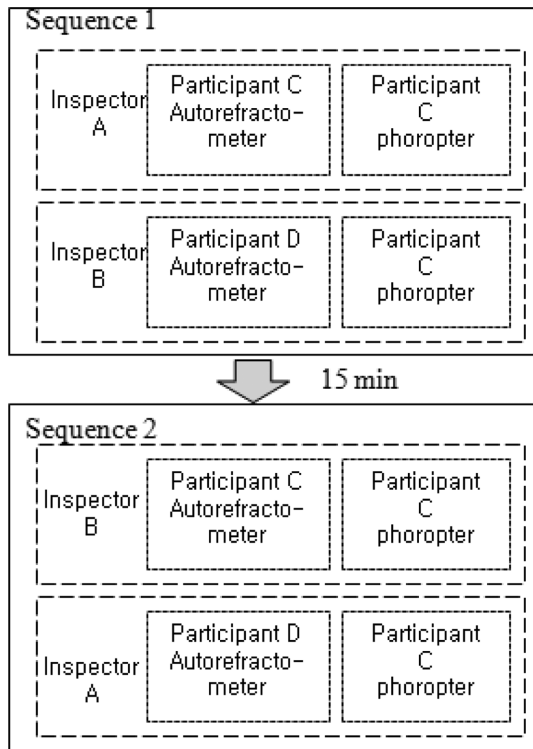 Sequence 1
Inspector
A
Participant C
Autorefracto-
meter
Participant
C
phoropter
Inspector
B
Participant D
Autorefracto-
meter
Participant
C
phoropter
15 min
Sequence 2
Inspector
B
Participant C
Autorefracto-
meter
Participant
C
phoropter
Inspector
A
Participant D
Autorefracto-
meter
Participant
C
phoropter